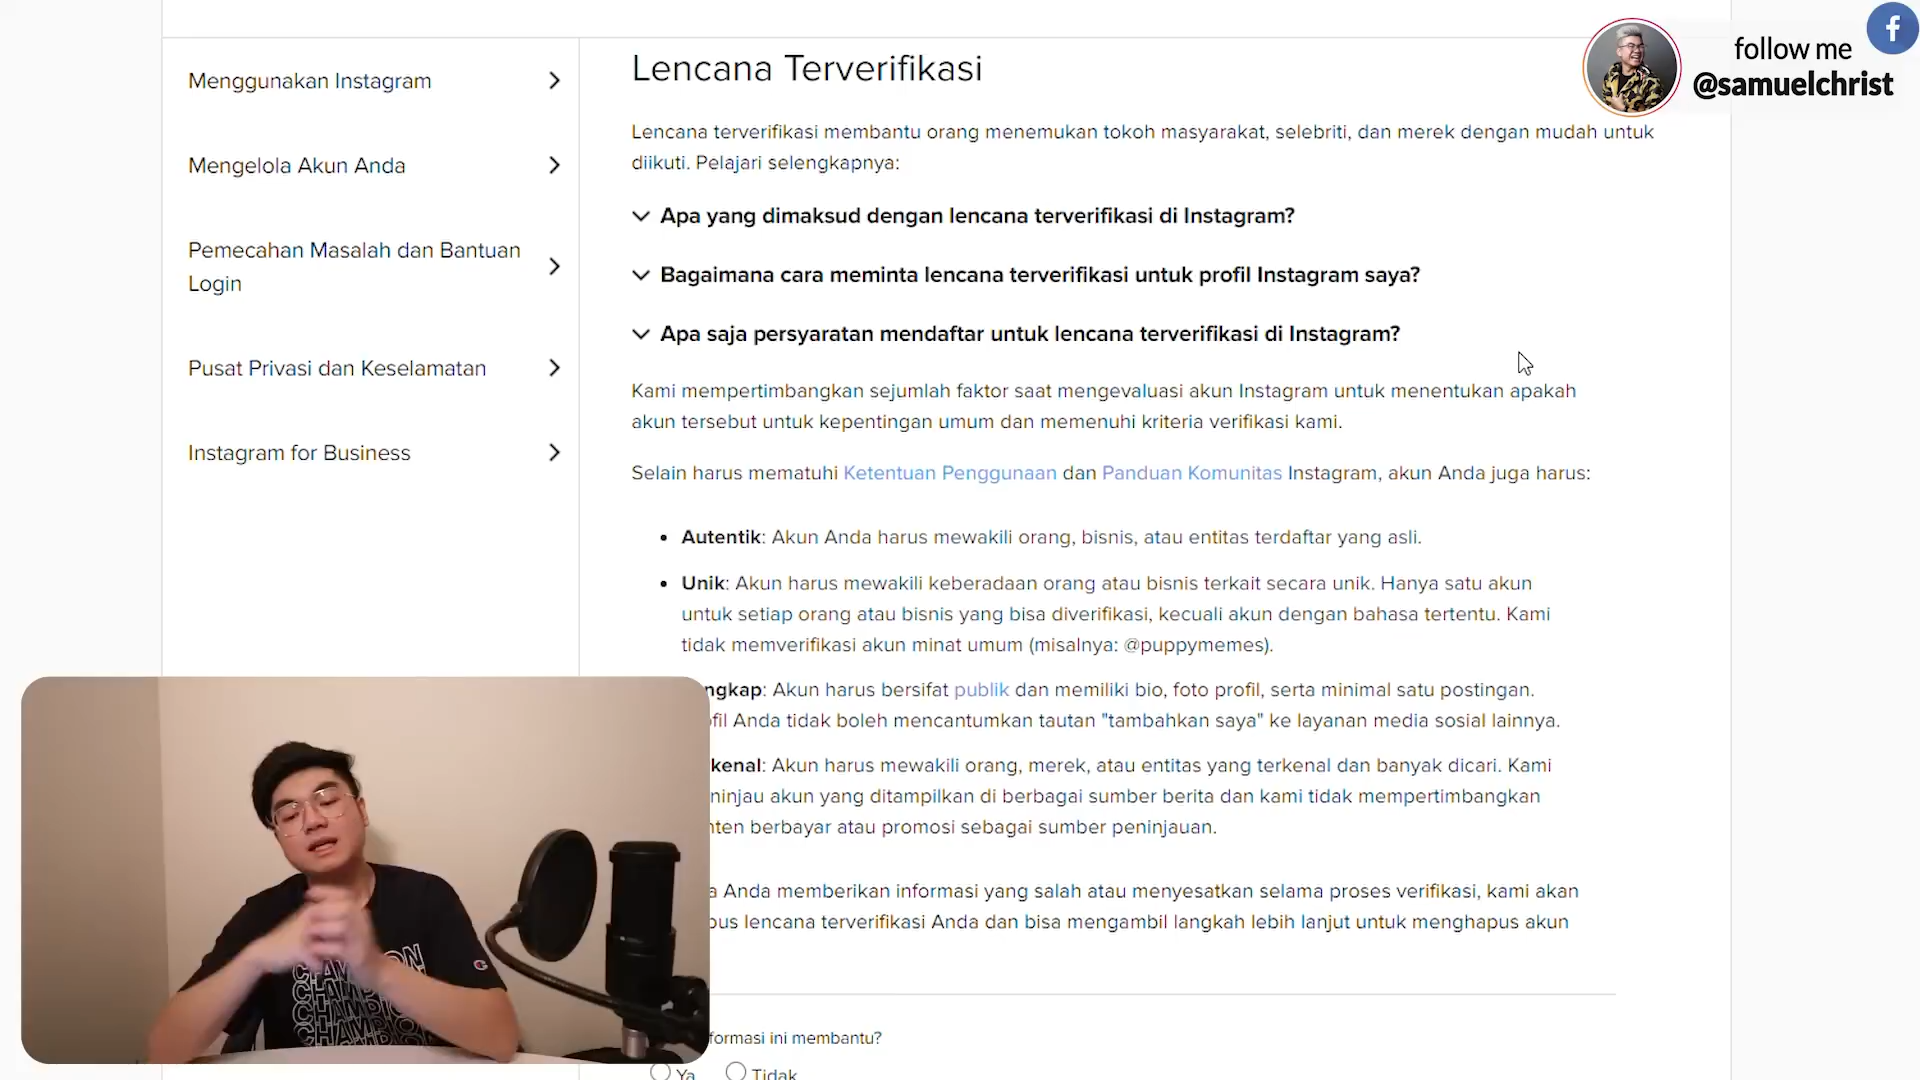 follow me
@samuelchrist
Menggunakan Instagram
Mengelola Akun Anda
Pemecahan Masalah dan Bantuan
Login
Pusat Privasi dan Keselamatan
Instagram for Business
Lencana Terverifikasi
Lencana terverifikasi membantu orang menemukan tokoh masyarakat, selebriti, dan merek dengan mudah untuk
diikuti. Pelajari selengkapnya:
Apa yang dimaksud dengan lencana terverifikasi di Instagram?
Bagaimana cara meminta lencana terverifikasi untuk profil Instagram saya?
Apa saja persyaratan mendaftar untuk lencana terverifikasi di Instagram?
Kami mempertimbangkan sejumlah faktor saat mengevaluasi akun Instagram untuk menentukan apakah
akun tersebut untuk kepentingan umum dan memenuhi kriteria verifikasi kami.
Selain harus mematuhi Ketentuan Penggunaan dan Panduan Komunitas Instagram, akun Anda juga harus:
• Autentik: Akun Anda harus mewakili orang, bisnis, atau entitas terdaftar yang asli.
• Unik: Akun harus mewakili keberadaan orang atau bisnis terkait secara unik. Hanya satu akun
untuk setiap orang atau bisnis yang bisa diverifikasi, kecuali akun dengan bahasa tertentu. Kami
tidak memverifikasi akun minat umum (misalnya: @puppymemes).
ngkap: Akun harus bersifat publik dan memiliki bio, foto profil, serta minimal satu postingan.
fil Anda tidak boleh mencantumkan tautan "tambahkan saya" ke layanan media sosial lainnya.
kenal: Akun harus mewakili orang, merek, atau entitas yang terkenal dan banyak dicari. Kami
ninjau akun yang ditampilkan di berbagai sumber berita dan kami tidak mempertimbangkan
nten berbayar atau promosi sebagai sumber peninjauan.
a Anda memberikan informasi yang salah atau menyesatkan selama proses verifikasi, kami akan
pus lencana terverifikasi Anda dan bisa mengambil langkah lebih lanjut untuk menghapus akun
formasi ini membantu?
Ya
Tidak
CHAMPION
CHAMPION
CHAMPION
CHAMPION